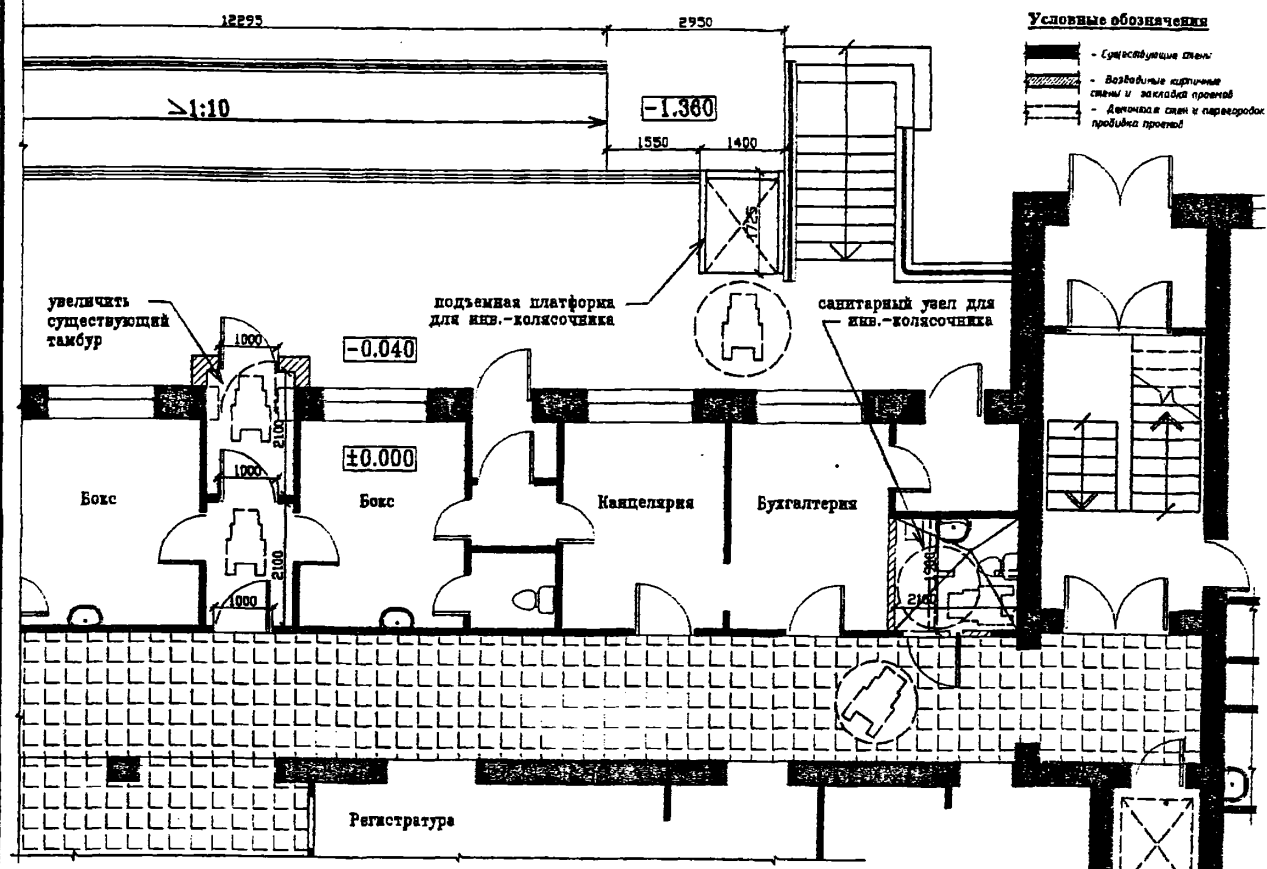 12295
2950
Условные обозначения
- Существующие стены
- Возводимые кирпичные
стены и закладка проемов
- Демонтаж стен и перегородок
пробивка проемов
1:10
-1.360
1550
1400
1725
увеличить
существующий
тамбур
подъемная платформа
для инв.-колясочника
санитарный узел для
инв.-колясочника
1000
-0.040
2100
±0.000
1000
Бокс
Бокс
Канцелярия
Бухгалтерия
2100
1900
1000
2100
Регистратура